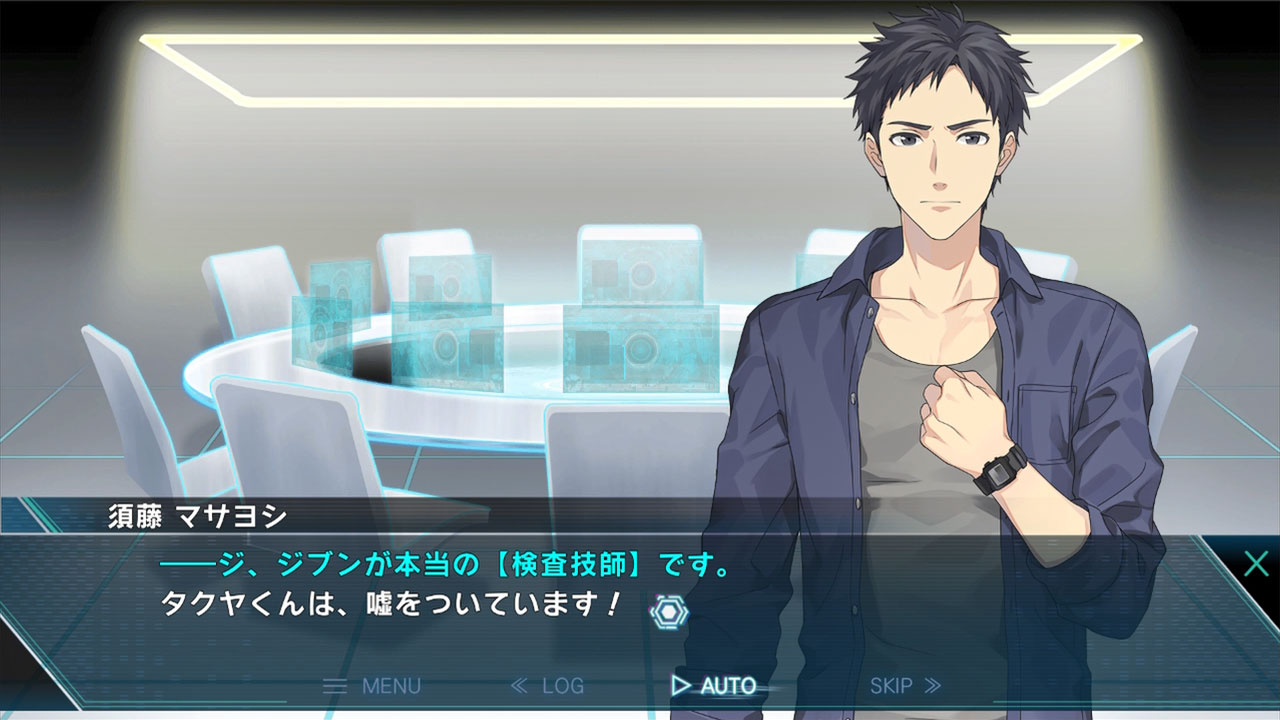 須藤 マサヨシ
――ジ、ジブンが本当の【検査技師】です。
タクヤくんは、嘘をついています！
MENU
LOG
AUTO
SKIP